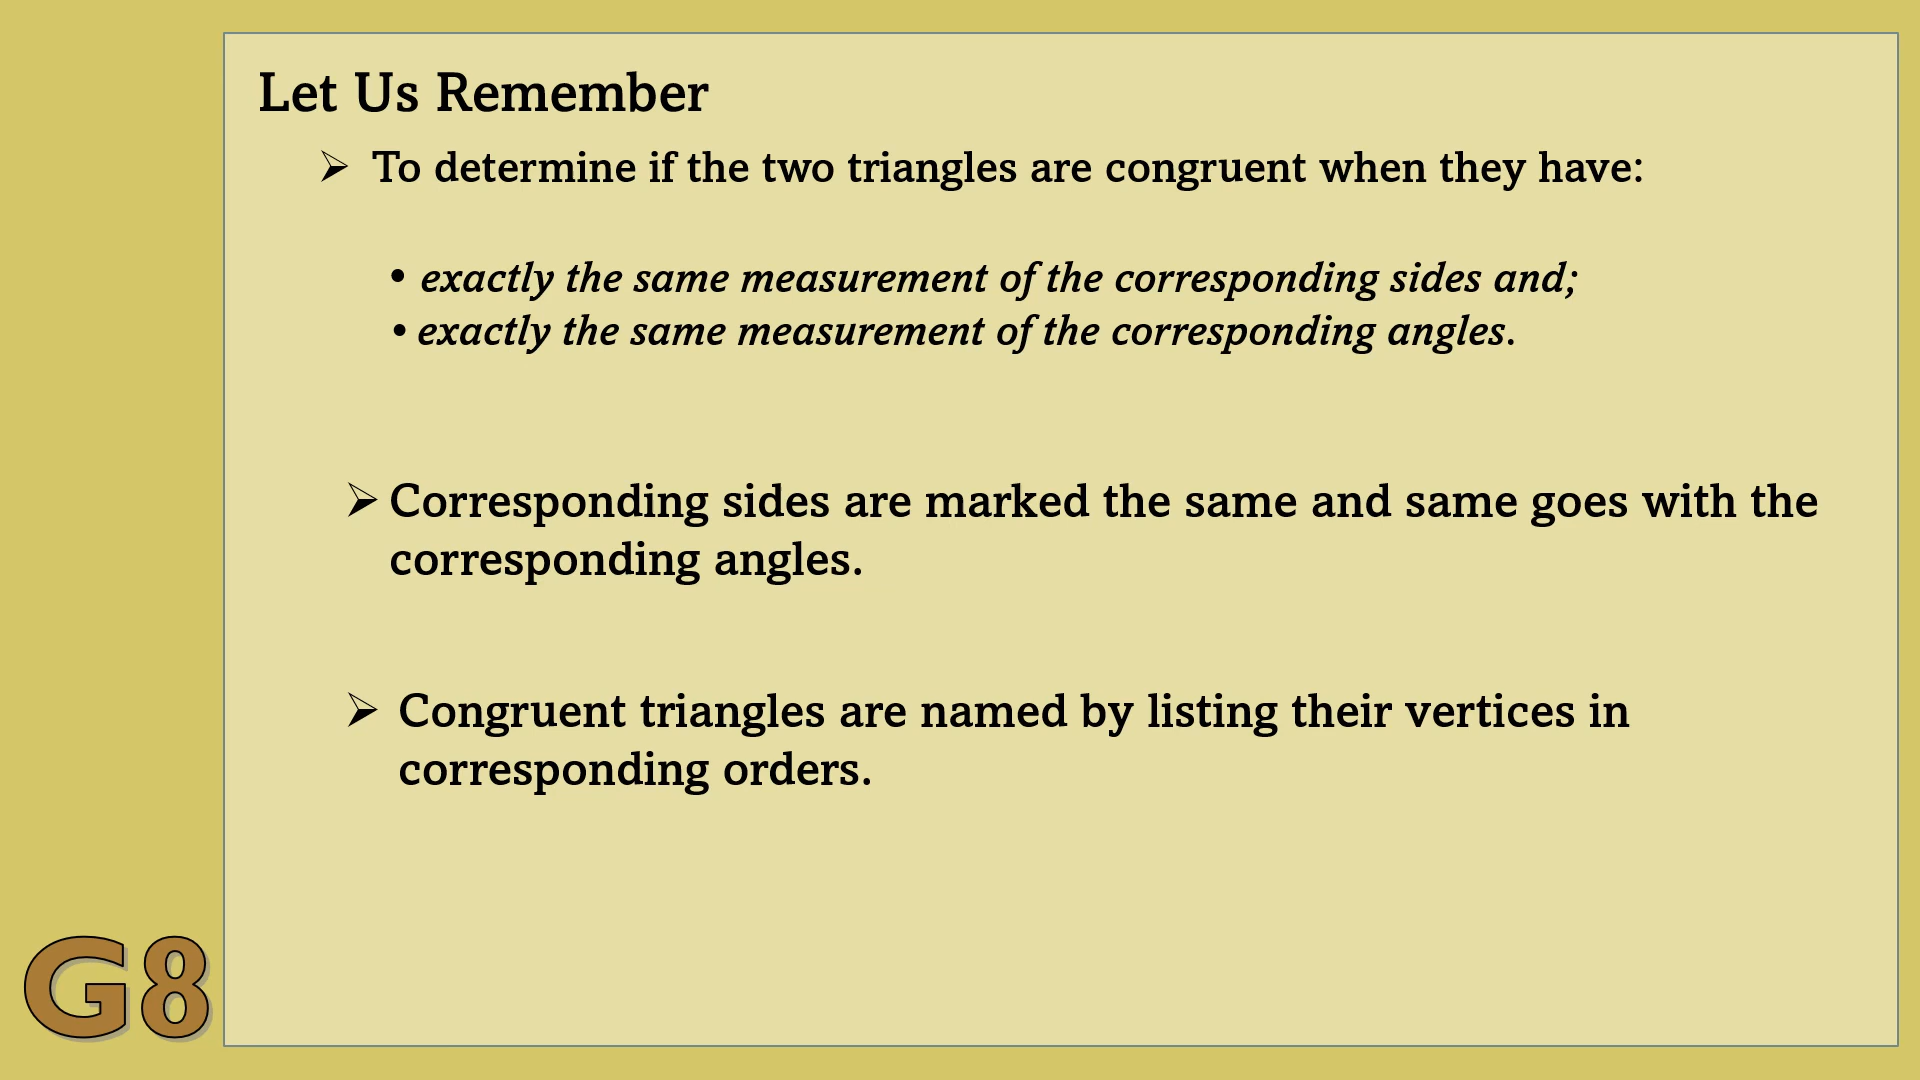 Let Us Remember
➢ To determine if the two triangles are congruent when they have:
• exactly the same measurement of the corresponding sides and;
• exactly the same measurement of the corresponding angles.
➢ Corresponding sides are marked the same and same goes with the
corresponding angles.
➢ Congruent triangles are named by listing their vertices in
corresponding orders.
G8